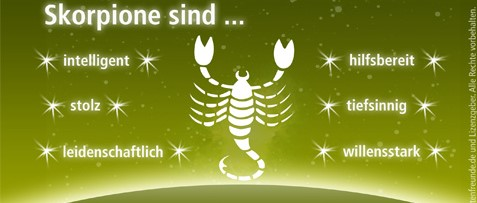 Skorpione sind ...
intelligent
hilfsbereit
stolz
tiefsinnig
leidenschaftlich
willensstark
und Lizenzgeber. Alle Rechte vorbehalten.